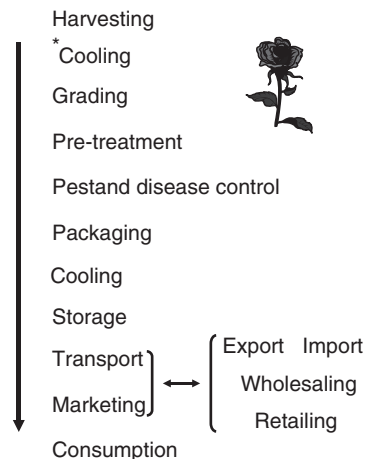 Harvesting
*Cooling
Grading
Pre-treatment
Pestand disease control
Packaging
Cooling
Storage
Transport
Marketing
Export Import
Wholesaling
Retailing
Consumption